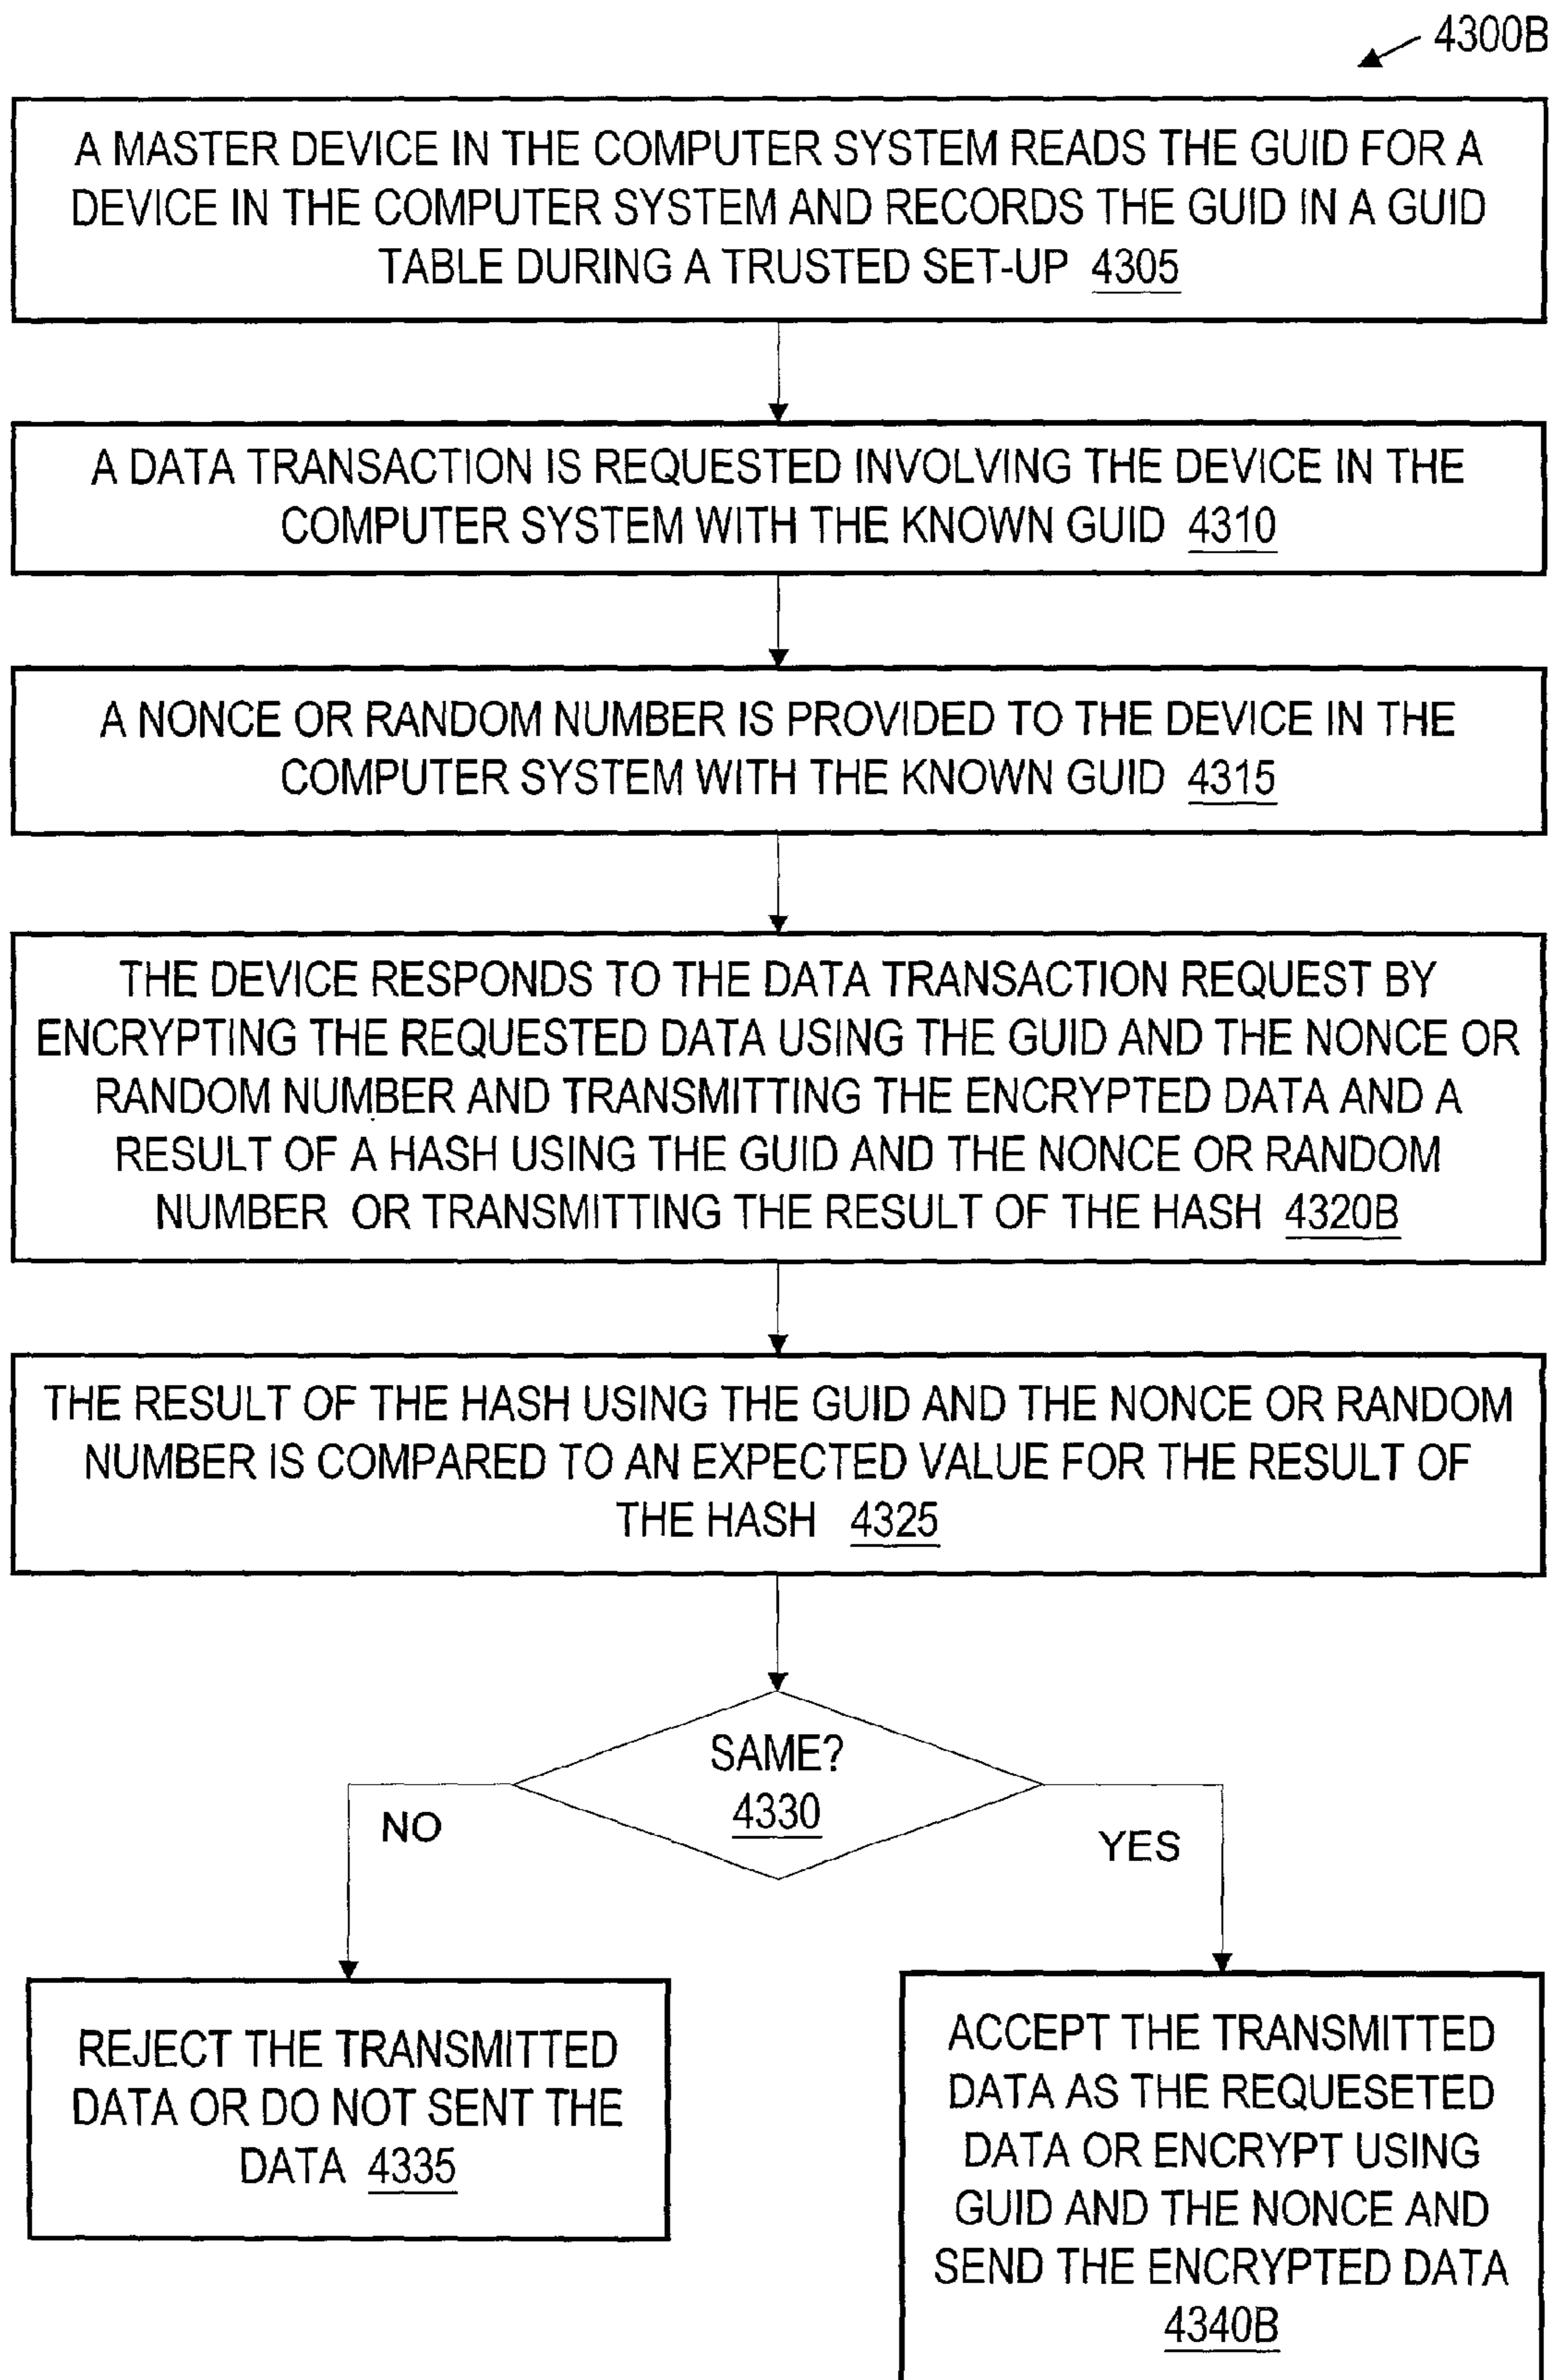 4300B
A MASTER DEVICE IN THE COMPUTER SYSTEM READS THE GUID FOR A
DEVICE IN THE COMPUTER SYSTEM AND RECORDS THE GUID IN A GUID
TABLE DURING A TRUSTED SET-UP 4305
A DATA TRANSACTION IS REQUESTED INVOLVING THE DEVICE IN THE
COMPUTER SYSTEM WITH THE KNOWN GUID 4310
A NONCE OR RANDOM NUMBER IS PROVIDED TO THE DEVICE IN THE
COMPUTER SYSTEM WITH THE KNOWN GUID 4315
THE DEVICE RESPONDS TO THE DATA TRANSACTION REQUEST BY
ENCRYPTING THE REQUESTED DATA USING THE GUID AND THE NONCE OR
RANDOM NUMBER AND TRANSMITTING THE ENCRYPTED DATA AND A
RESULT OF A HASH USING THE GUID AND THE NONCE OR RANDOM
NUMBER OR TRANSMITTING THE RESULT OF THE HASH 4320B
THE RESULT OF THE HASH USING THE GUID AND THE NONCE OR RANDOM
NUMBER IS COMPARED TO AN EXPECTED VALUE FOR THE RESULT OF
THE HASH 4325
SAME?
4330
NO
YES
REJECT THE TRANSMITTED
DATA OR DO NOT SENT THE
DATA 4335
ACCEPT THE TRANSMITTED
DATA AS THE REQUESETED
DATA OR ENCRYPT USING
GUID AND THE NONCE AND
SEND THE ENCRYPTED DATA
4340B